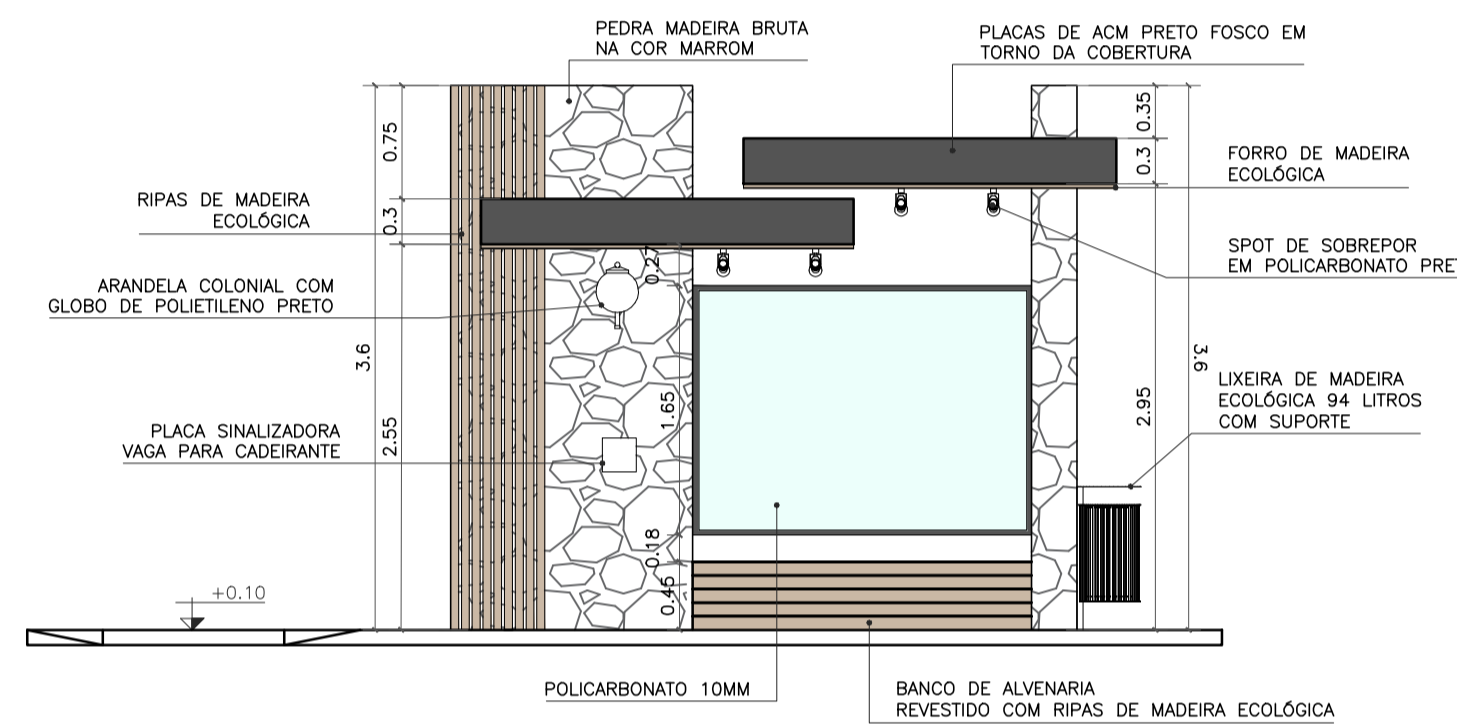 PEDRA MADEIRA BRUTA
NA COR MARROM
PLACAS DE ACM PRETO FOSCO EM
TORNO DA COBERTURA
0.75
0.35
0.3
FORRO DE MADEIRA
ECOLÓGICA
RIPAS DE MADEIRA
ECOLÓGICA
0.3
SPOT DE SOBREPOR
EM POLICARBONATO PRET
0.27
ARANDELA COLONIAL COM
GLOBO DE POLIETILENO PRETO
3.6
3.6
LIXEIRA DE MADEIRA
ECOLÓGICA 94 LITROS
COM SUPORTE
2.55
1.65
2.95
PLACA SINALIZADORA
VAGA PARA CADEIRANTE
0.18
0.45
+0.10
POLICARBONATO 10MM
BANCO DE ALVENARIA
REVESTIDO COM RIPAS DE MADEIRA ECOLÓGICA